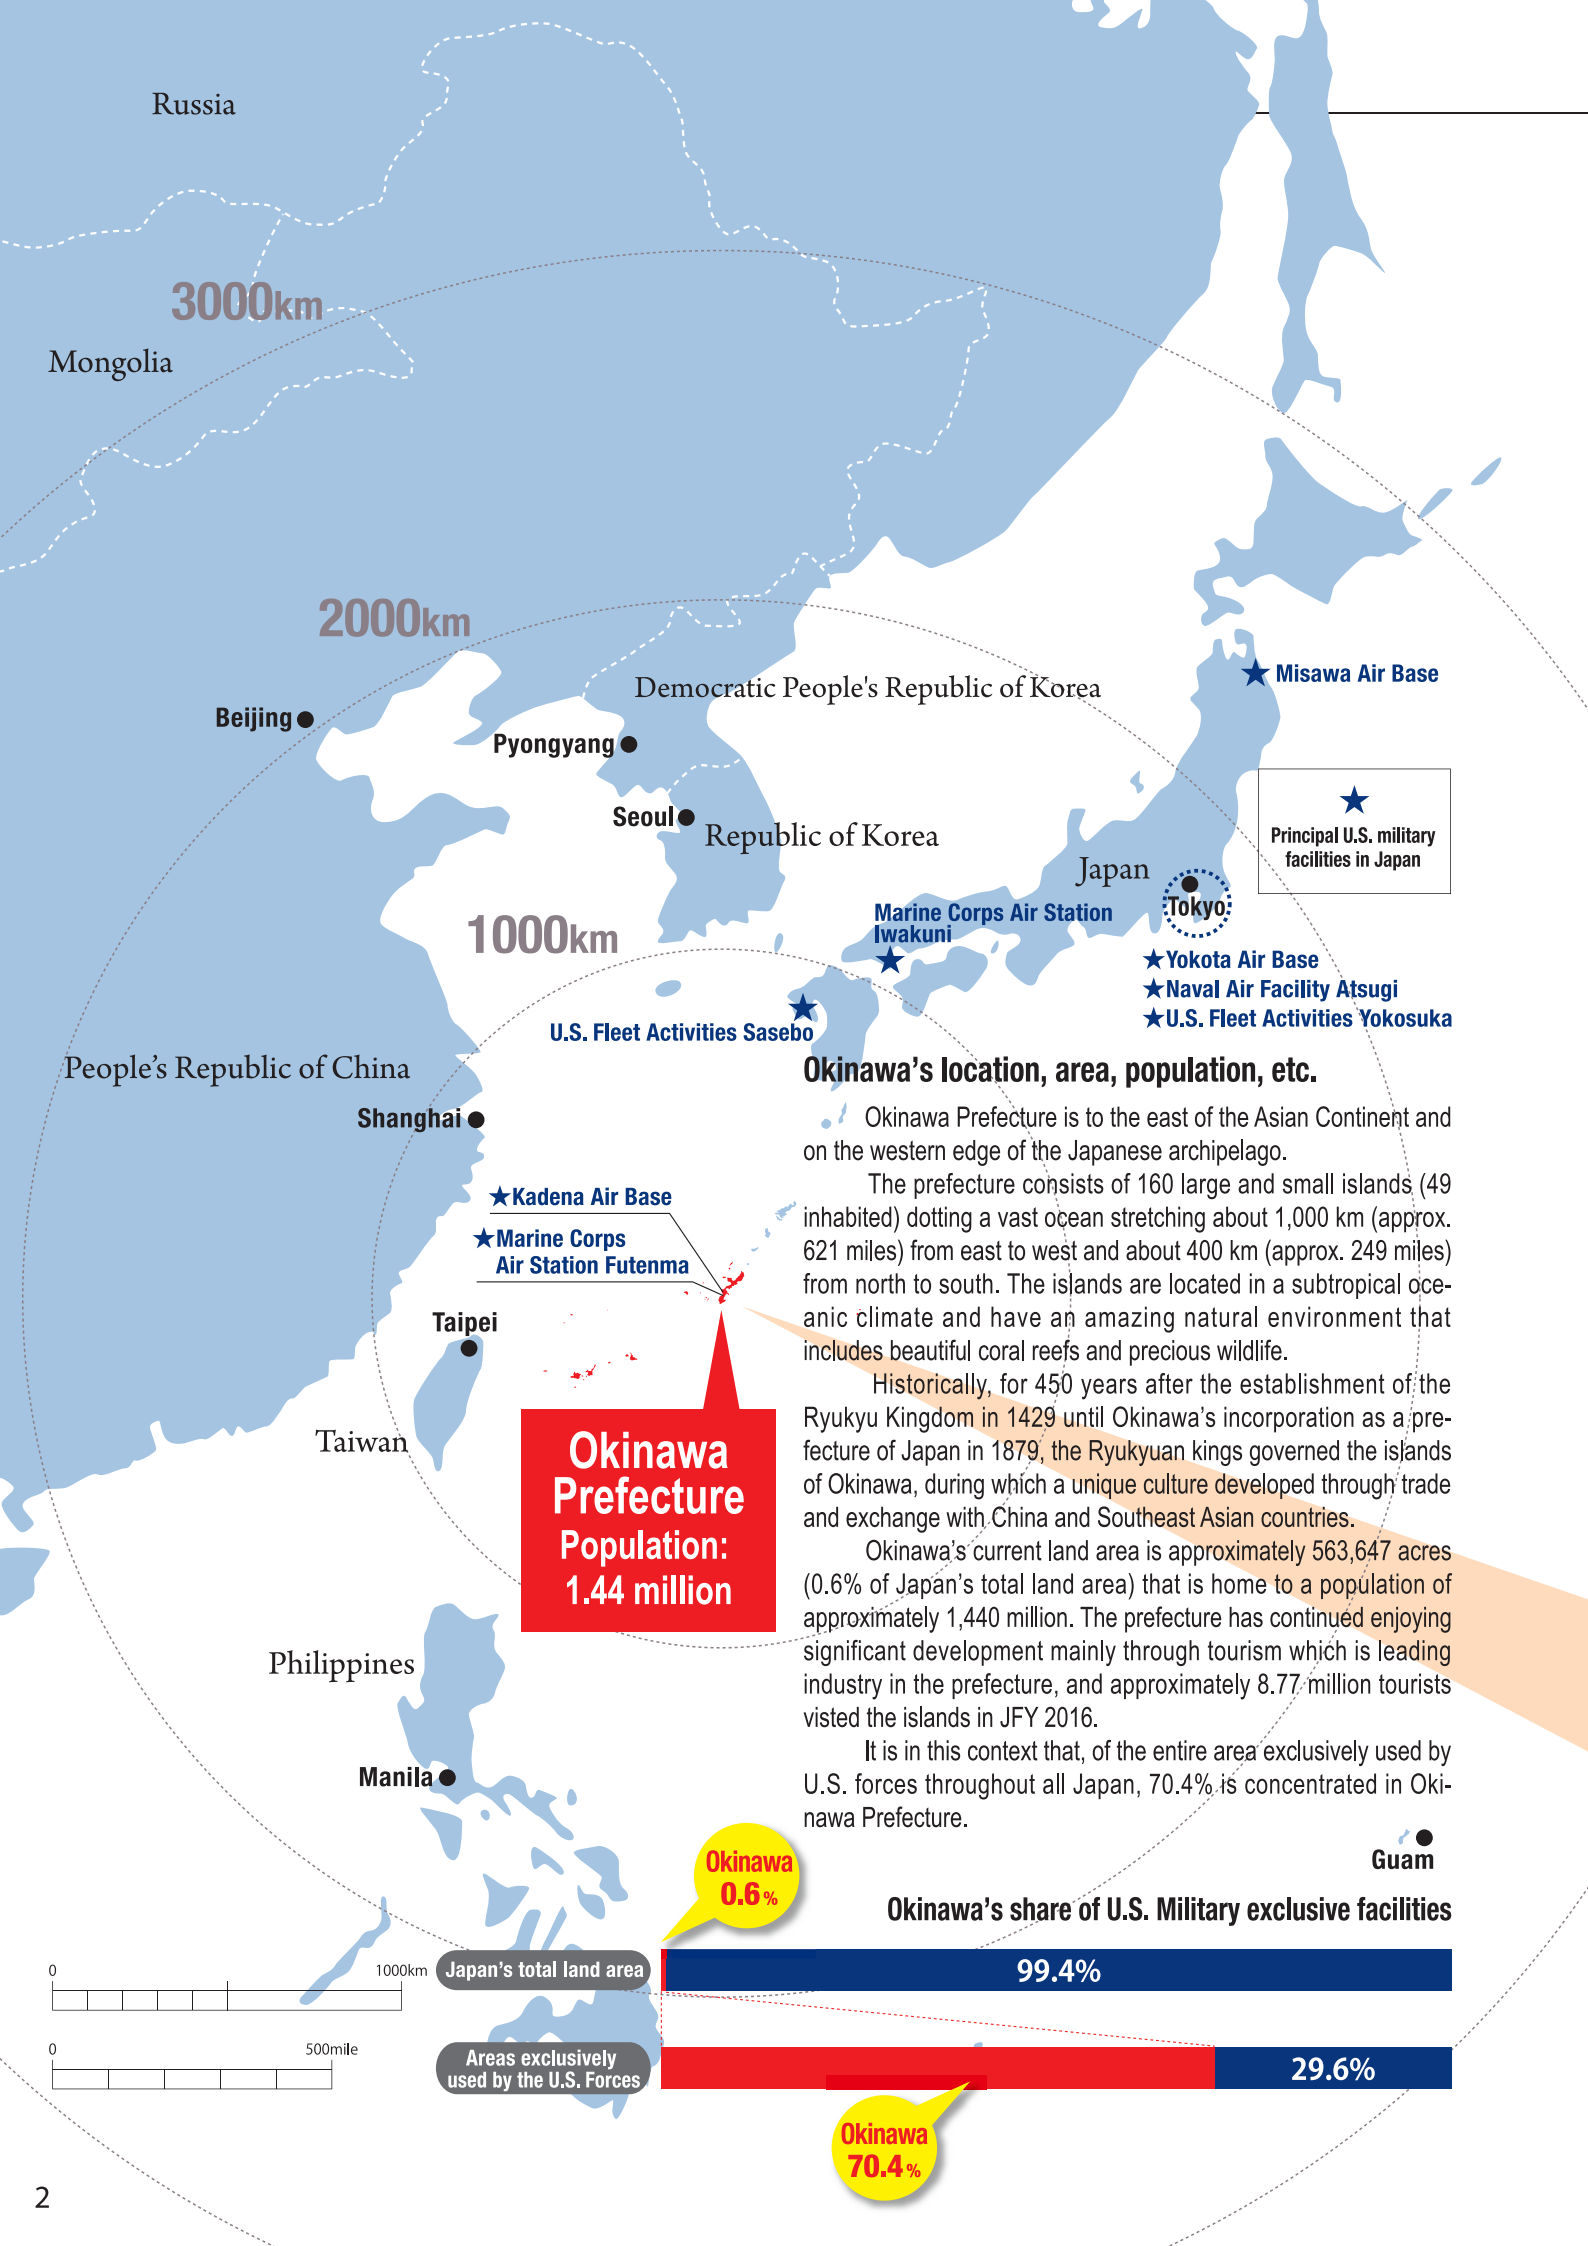 Russia
3000km
Mongolia
2000km
Democratic People's Republic of Korea
Misawa Air Base
Beijing
Pyongyang
Seoul
Republic of Korea
Principal U.S. military
facilities in Japan
Japan
Tokyo
Marine Corps Air Station
Iwakuni
1000km
Yokota Air Base
Naval Air Facility Atsugi
U.S. Fleet Activities Yokosuka
U.S. Fleet Activities Sasebo
People's Republic of China
Shanghai
Kadena Air Base
Marine Corps
Air Station Futenma
Taipei
Taiwan
Okinawa
Prefecture
Population:
1.44 million
Philippines
Manila
Okinawa's location, area, population, etc.
Okinawa Prefecture is to the east of the Asian Continent and
on the western edge of the Japanese archipelago.
The prefecture consists of 160 large and small islands (49
inhabited) dotting a vast ocean stretching about 1,000 km (approx.
621 miles) from east to west and about 400 km (approx. 249 miles)
from north to south. The islands are located in a subtropical oce-
anic climate and have an amazing natural environment that
includes beautiful coral reefs and precious wildlife.
Historically, for 450 years after the establishment of the
Ryukyu Kingdom in 1429 until Okinawa's incorporation as a pre-
fecture of Japan in 1879, the Ryukyuan kings governed the islands
of Okinawa, during which a unique culture developed through trade
and exchange with China and Southeast Asian countries.
Okinawa's current land area is approximately 563,647 acres
(0.6% of Japan's total land area) that is home to a population of
approximately 1,440 million. The prefecture has continued enjoying
significant development mainly through tourism which is leading
industry in the prefecture, and approximately 8.77 million tourists
visted the islands in JFY 2016.
It is in this context that, of the entire area exclusively used by
U.S. forces throughout all Japan, 70.4% is concentrated in Oki-
nawa Prefecture.
Guam
Okinawa
0.6%
Okinawa's share of U.S. Military exclusive facilities
0 1000km
Japan's total land area
99.4%
0 500mile
Areas exclusively
used by the U.S. Forces
29.6%
Okinawa
70.4%
2